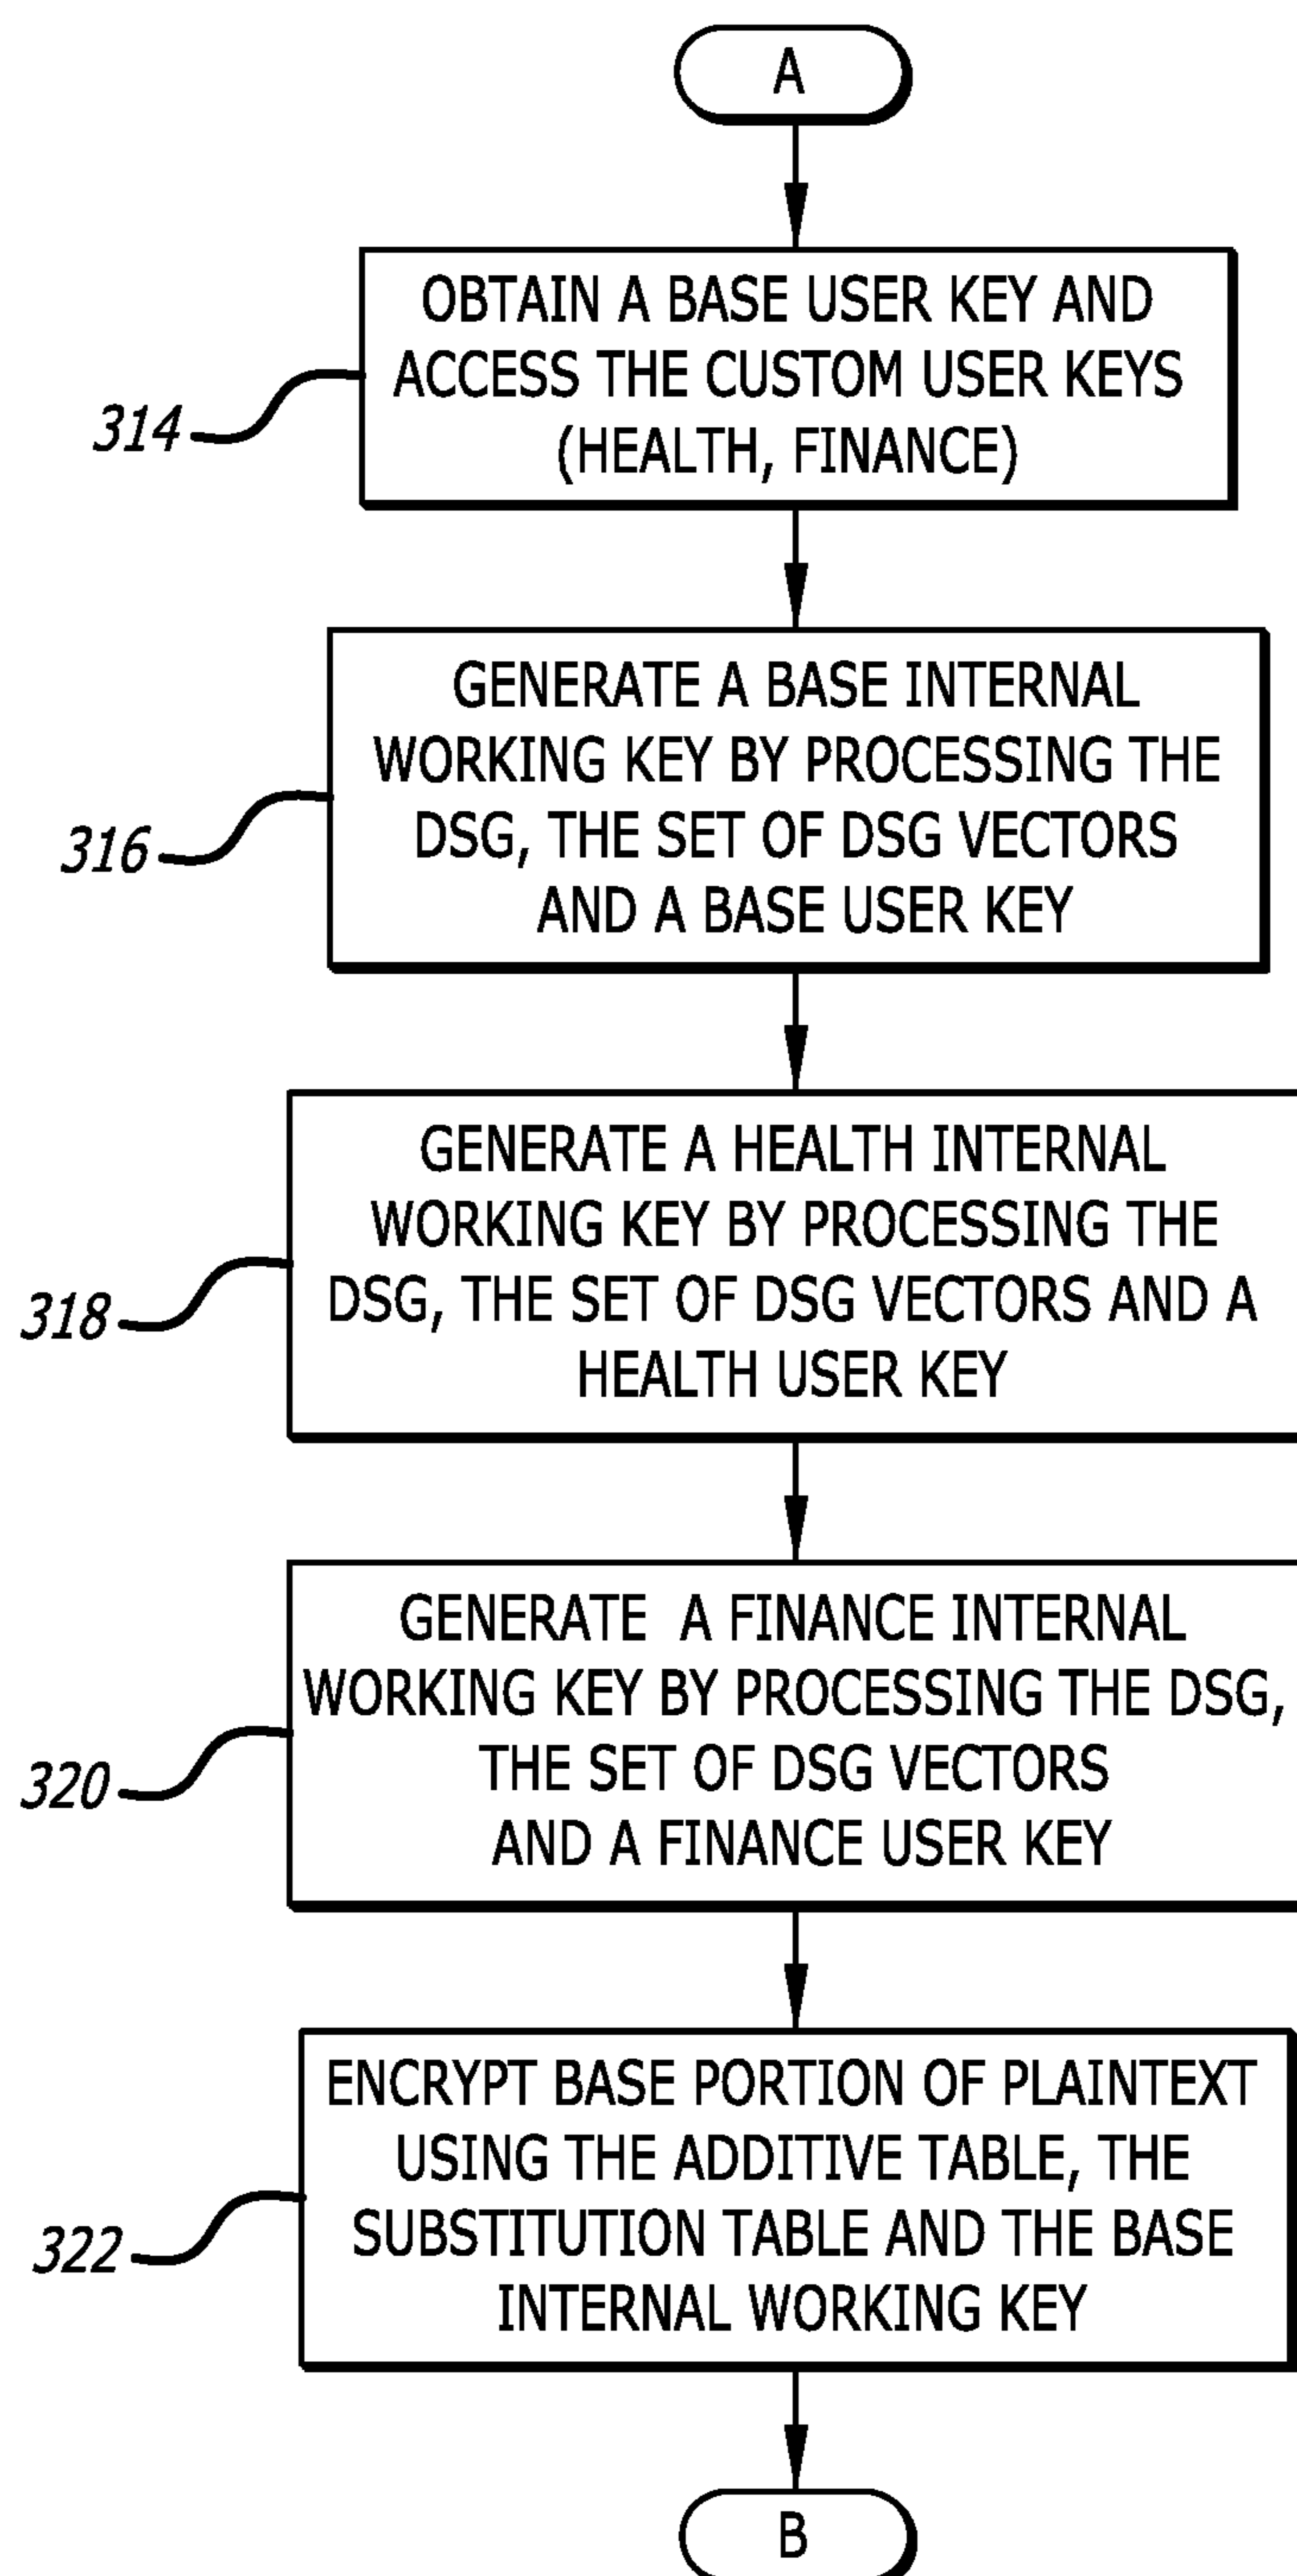 A
OBTAIN A BASE USER KEY AND
ACCESS THE CUSTOM USER KEYS
(HEALTH, FINANCE)
314
GENERATE A BASE INTERNAL
WORKING KEY BY PROCESSING THE
DSG, THE SET OF DSG VECTORS
AND A BASE USER KEY
316
GENERATE A HEALTH INTERNAL
WORKING KEY BY PROCESSING THE
DSG, THE SET OF DSG VECTORS AND A
HEALTH USER KEY
318
GENERATE A FINANCE INTERNAL
WORKING KEY BY PROCESSING THE DSG,
THE SET OF DSG VECTORS
AND A FINANCE USER KEY
320
ENCRYPT BASE PORTION OF PLAINTEXT
USING THE ADDITIVE TABLE, THE
SUBSTITUTION TABLE AND THE BASE
INTERNAL WORKING KEY
322
B